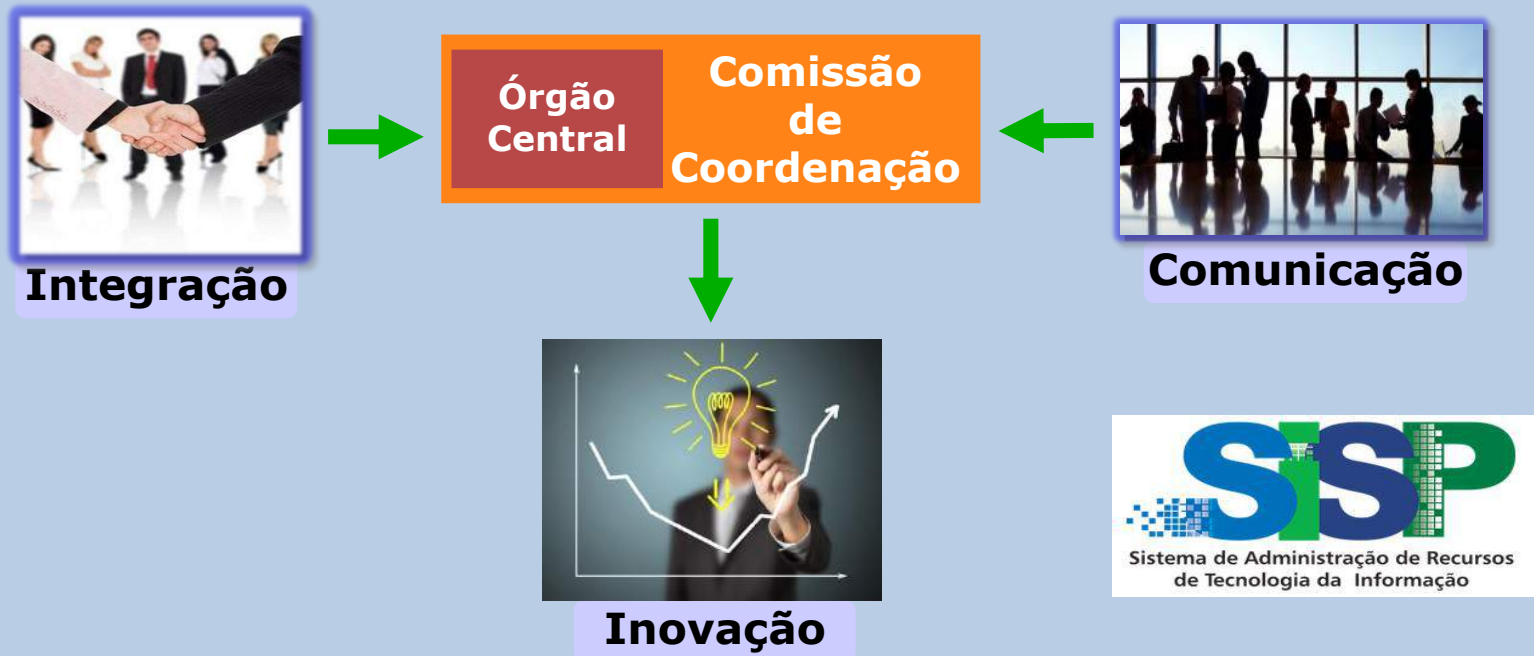 Órgão
Central
Comissão
de
Coordenação
Integração
Comunicação
Inovação
SiSP
Sistema de Administração de Recursos
de Tecnologia da Informação